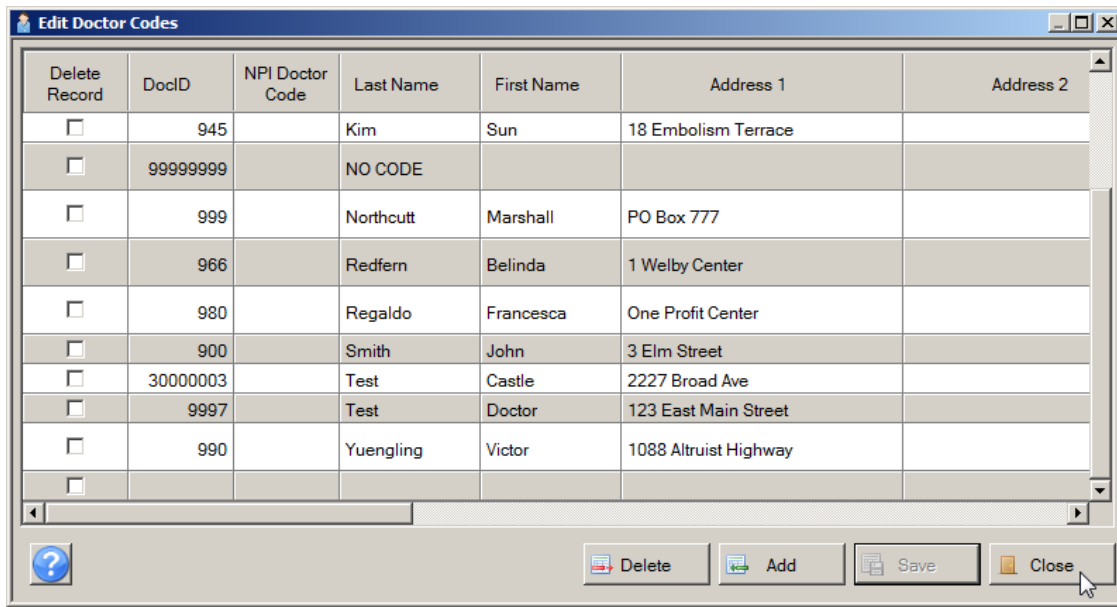 Edit Doctor Codes
Delete Record DocID NPI Doctor Code Last Name First Name Address 1 Address 2
945 Kim Sun 18 Embolism Terrace
99999999 NO CODE
999 Northcutt Marshall PO Box 777
966 Redfern Belinda 1 Welby Center
980 Regaldo Francesca One Profit Center
900 Smith John 3 Elm Street
30000003 Test Castle 2227 Broad Ave
9997 Test Doctor 123 East Main Street
990 Yuengling Victor 1088 Altruist Highway
? Delete Add Save Close